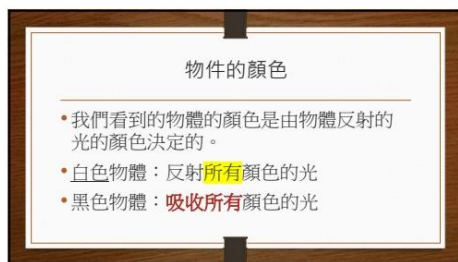 物件的顏色
•我們看到的物體的顏色是由物體反射的
光的顏色決定的。
•白色物體：反射所有顏色的光
•黑色物體：吸收所有顏色的光